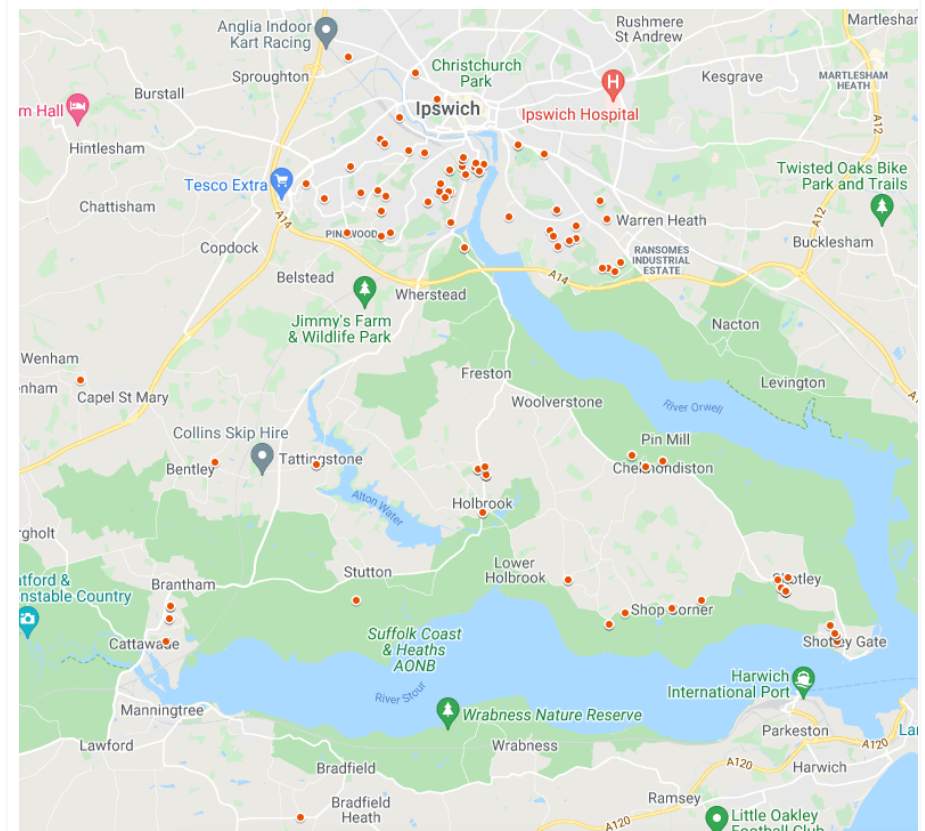 Anglia Indoor
Kart Racing
Rushmere
St Andrew
Martleshar
Sproughton
Christchurch
Park
Kesgrave
MARTLESHAM
HEATH
Burstall
Ipswich
Ipswich Hospital
m Hall
A12
Hintlesham
Tesco Extra
Twisted Oaks Bike
Park and Trails
Chattisham
A14
A12
Warren Heath
Copdock
PINEWOOD
Bucklesham
RANSOMES
INDUSTRIAL
ESTATE
Belstead
A14
Wherstead
Jimmy's Farm
& Wildlife Park
Nacton
Wenham
Freston
Levington
nham
Capel St Mary
Woolverstone
River Orwell
Collins Skip Hire
Pin Mill
Bentley
Tattingstone
Chelmondiston
Alton Water
Holbrook
rgholt
Lower
Holbrook
Stutton
Shotley
atford &
nstable Country
Brantham
Shop Corner
Suffolk Coast
& Heaths
AONB
Cattawade
Shotley Gate
River Stour
Harwich
International Port
Manningtree
Wrabness Nature Reserve
Parkeston
La
Lawford
Wrabness
A120
Bradfield
A120
Harwich
Bradfield
Heath
Ramsey
A120
Little Oakley
Football Club